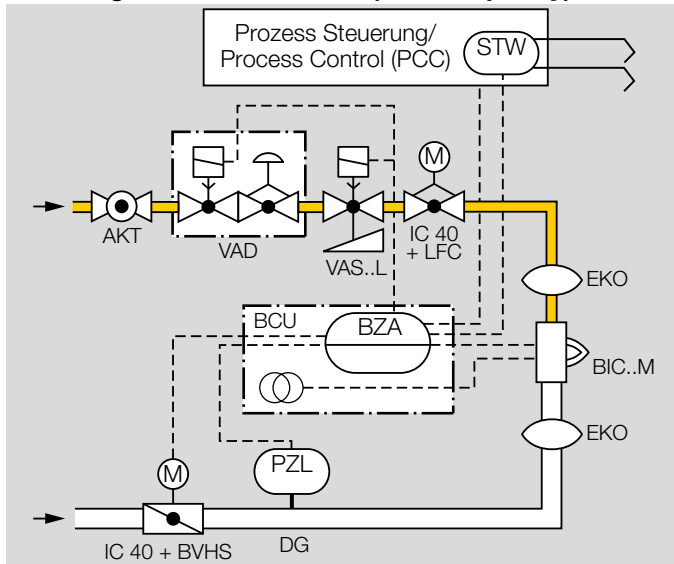 Prozess Steuerung/
Process Control (PCC)
STW
M
AKT
VAD
VAS..L
IC 40
+ LFC
EKO
BCU
BZA
BIC..M
EKO
M
PZL
IC 40 + BVHS
DG